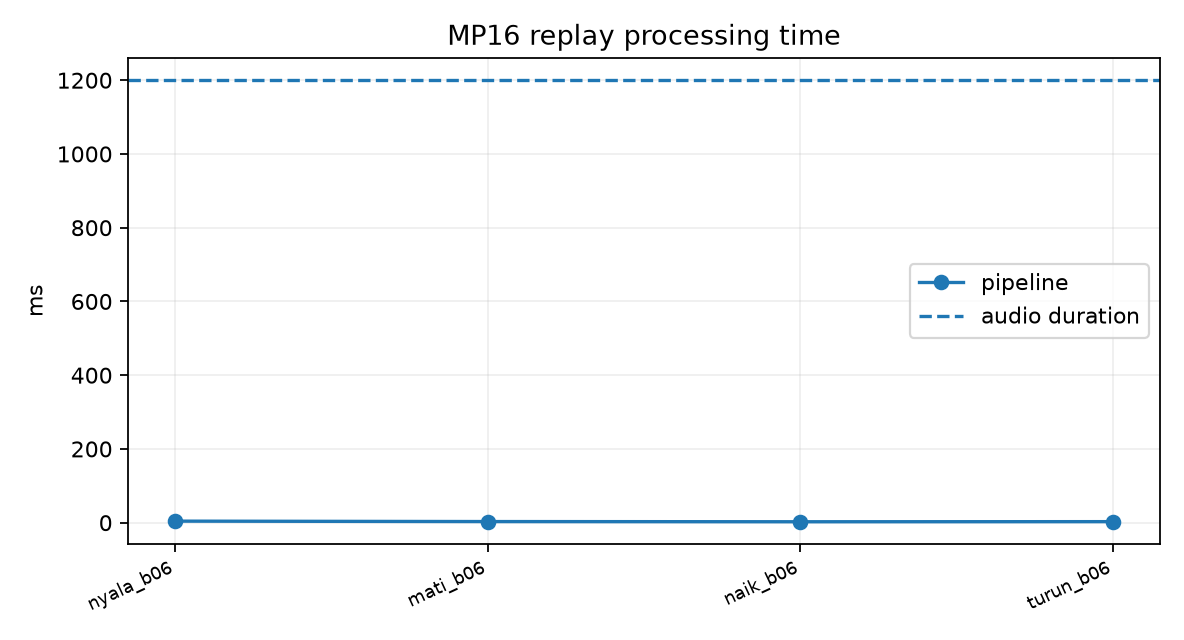 MP16 replay processing time
ms
1200
1000
800
600
400
200
0
pipeline
audio duration
nyala_b06
mati_b06
naik_b06
turun_b06